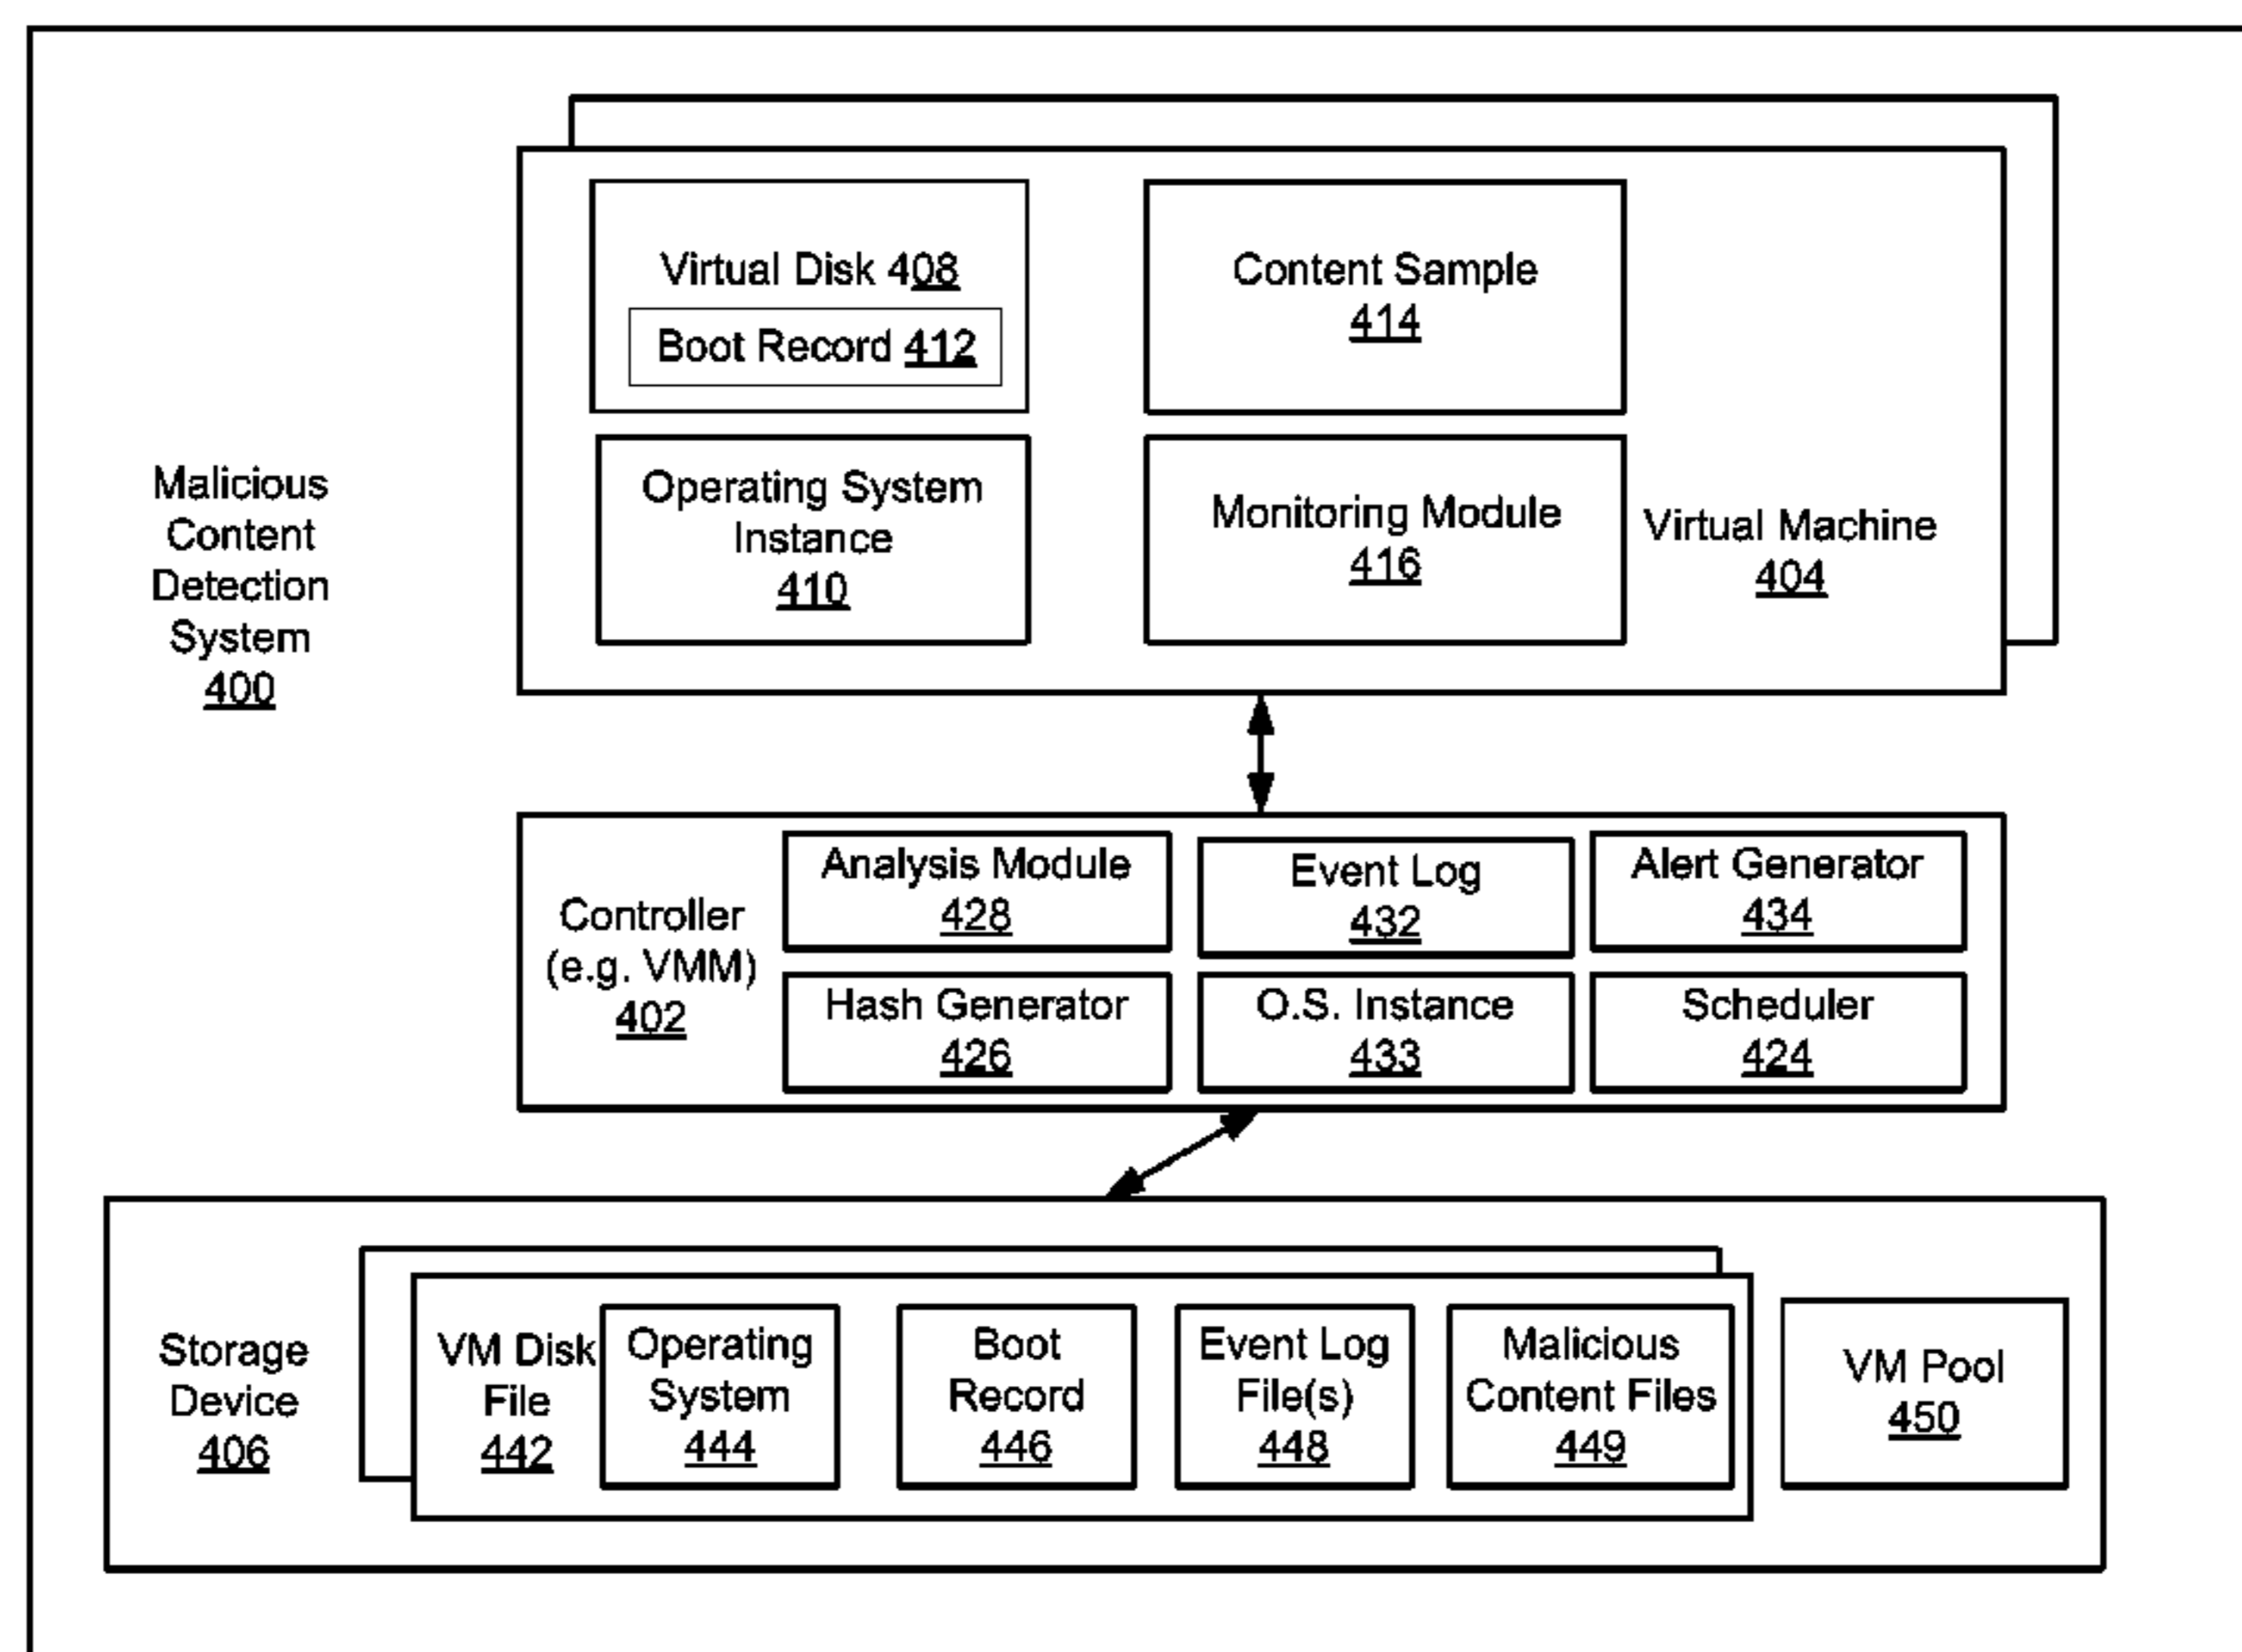 Virtual Disk 408
Boot Record 412
Content Sample
414
Operating System
Instance
410
Monitoring Module
416
Virtual Machine
404
Malicious
Content
Detection
System
400
Controller
(e.g. VMM)
402
Analysis Module
428
Event Log
432
Alert Generator
434
Hash Generator
426
O.S. Instance
433
Scheduler
424
Storage
Device
406
VM Disk
File
442
Operating
System
444
Boot
Record
446
Event Log
File(s)
448
Malicious
Content Files
449
VM Pool
450